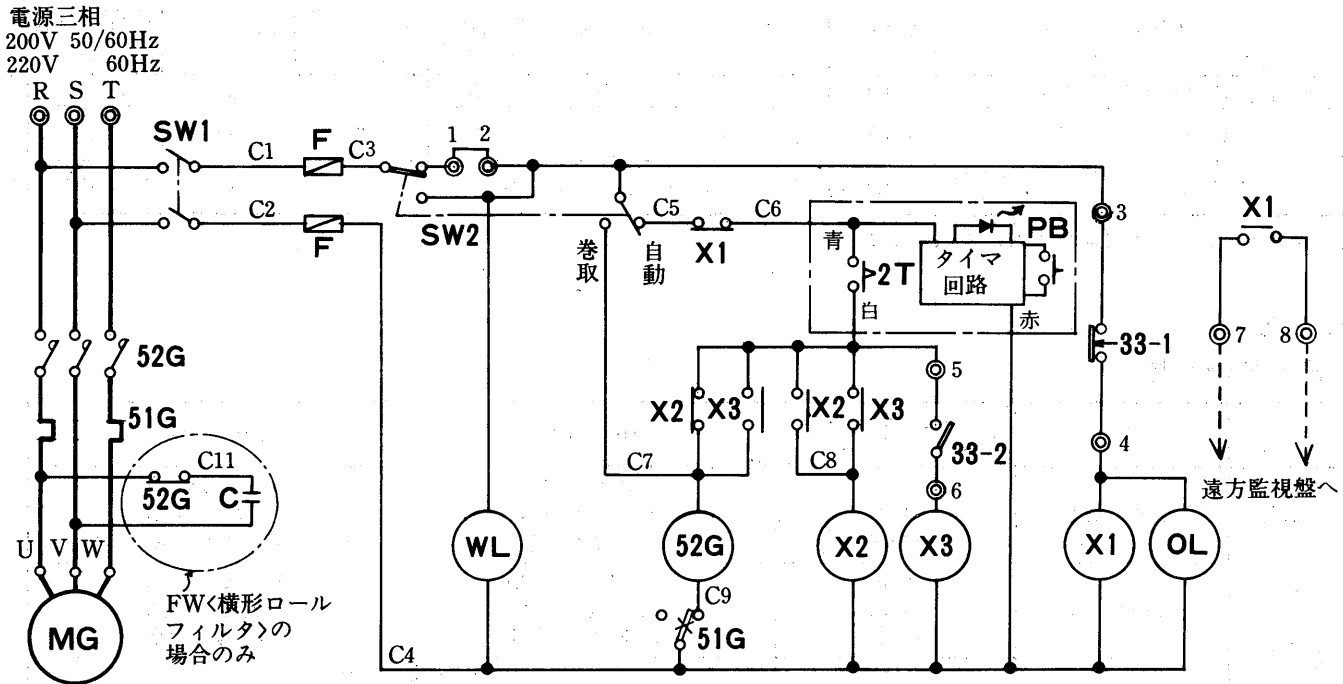 電源三相
200V 50/60Hz
220V 60Hz
R S T
SW1
C1
F
C3
1 2
C2
F
SW2
巻取
自動
C5
X1
C6
青
2T
白
タイマ
回路
PB
赤
3
X1
7 8
遠方監視盤へ
33-1
4
52G
51G
C11
52G
C
U V W
MG
FW<横形ロール
フィルタ>の
場合のみ
X2 X3
X2 X3
5
33-2
6
C7
C8
WL
52G
X2
X3
X1
OL
C9
51G
C4